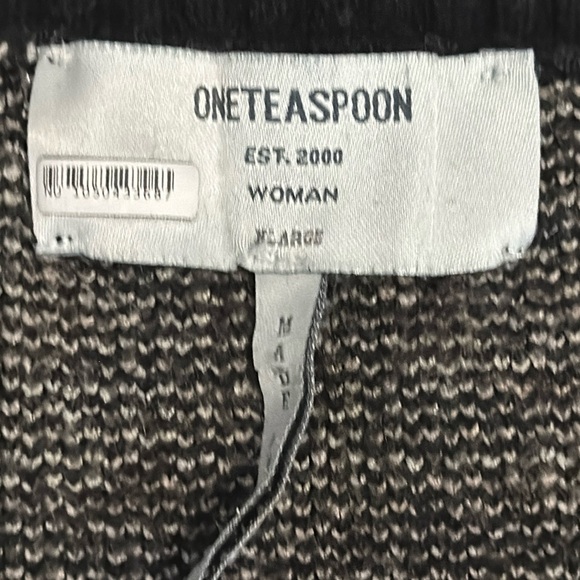 ONETEASPOON
EST. 2000
WOMAN
XLARGE
MADE